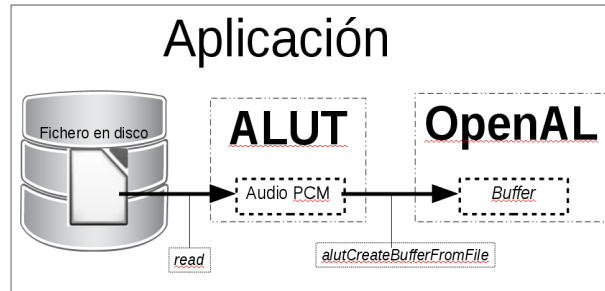 Aplicación
Fichero en disco
ALUT
OpenAL
Audio PCM
Buffer
read
alutCreateBufferFromFile